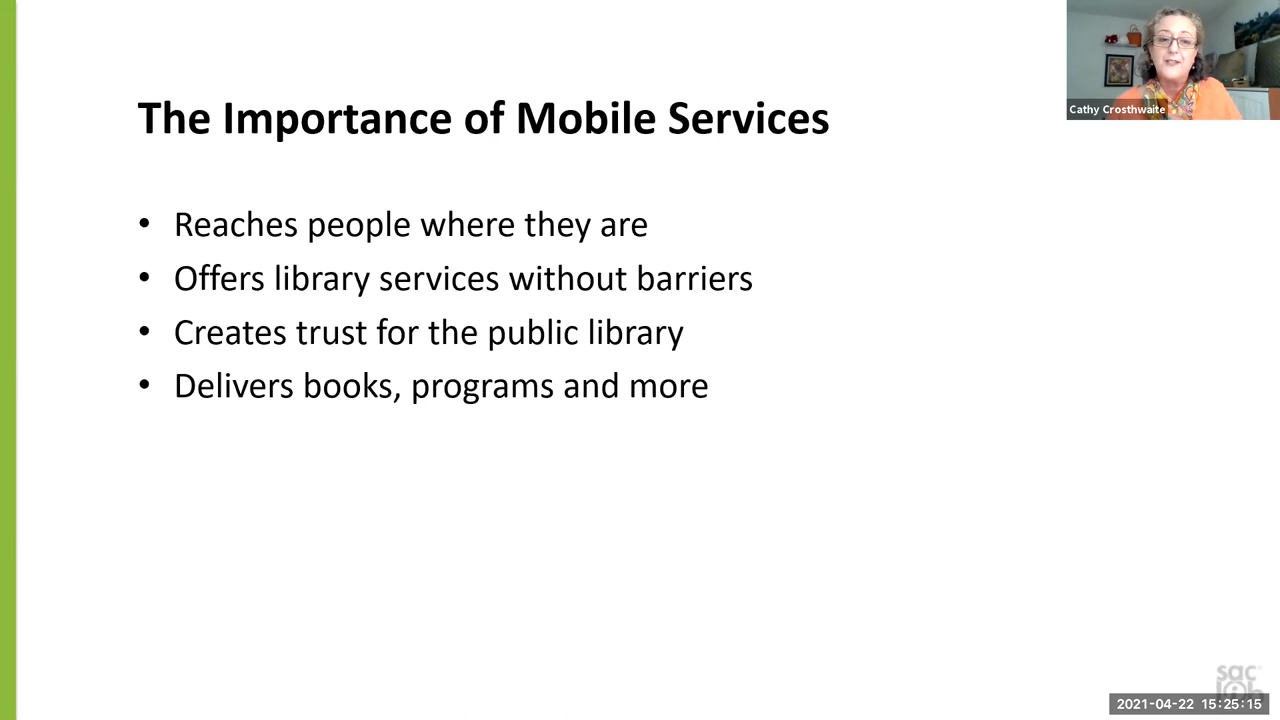 The Importance of Mobile Services
Cathy Crosthwaite
• Reaches people where they are
• Offers library services without barriers
• Creates trust for the public library
• Delivers books, programs and more
sac
2021-04-22 15:25:15